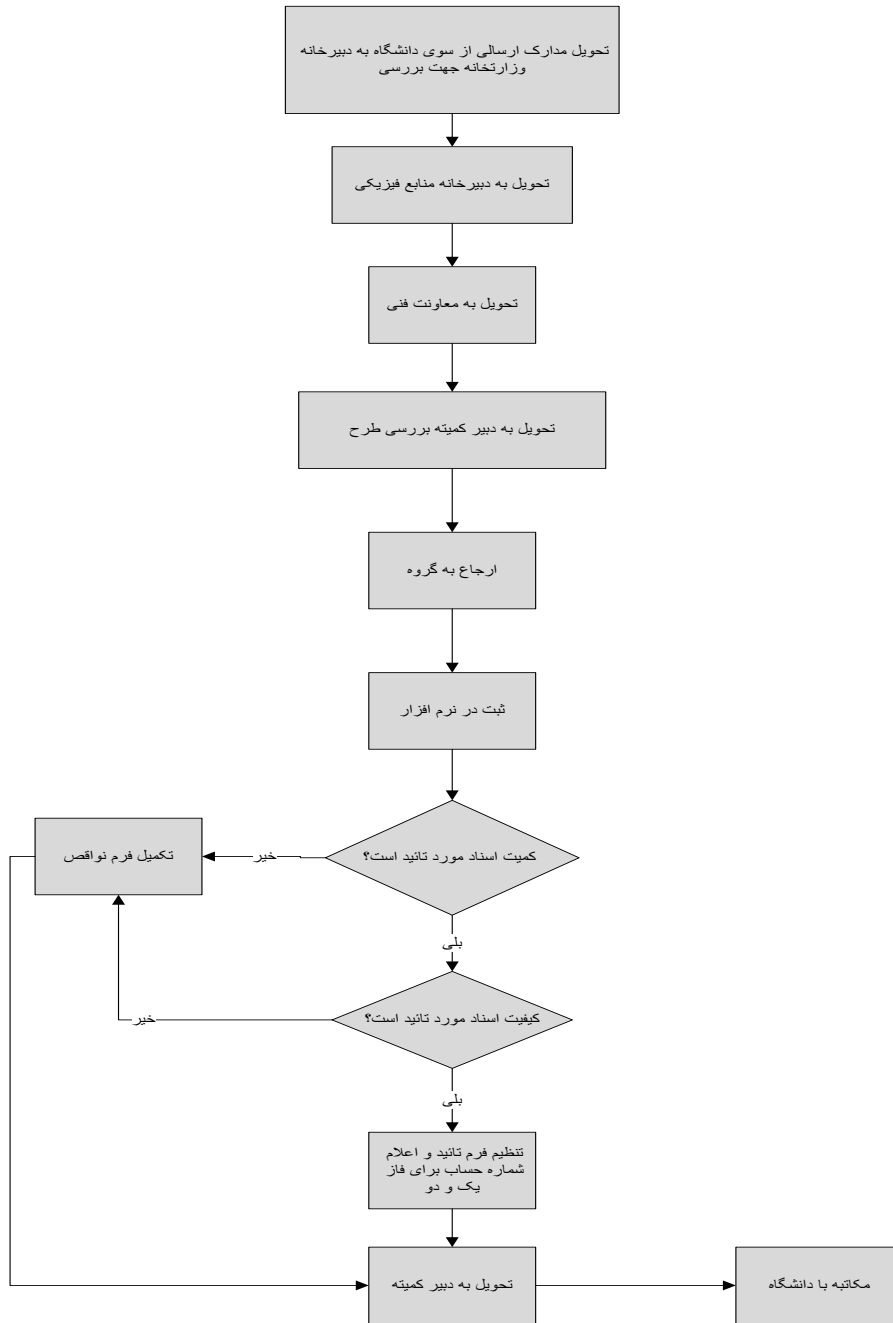 تحویل مدارک ارسالی از سوی دانشگاه به دبیرخانه
وزارتخانه جهت بررسی
تحویل به دبیرخانه منابع فیزیکی
تحویل به معاونت فنی
تحویل به دبیر کمیته بررسی طرح
ارجاع به گروه
ثبت در نرم افزار
کمیت اسناد مورد تائید است؟
خیر
تکمیل فرم نواقص
بلی
کیفیت اسناد مورد تائید است؟
خیر
بلی
تنظیم فرم تائید و اعلام
شماره حساب برای فاز
یک و دو
تحویل به دبیر کمیته
مکاتبه با دانشگاه